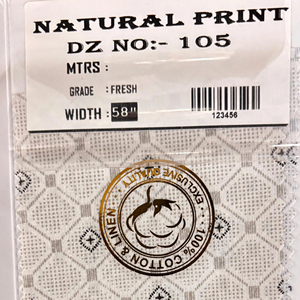 NATURAL PRINT
DZ NO:- 105
MTRS :
GRADE : FRESH
WIDTH : 58"
123456
EXCLUSIVE QUALITY
100% COTTON & LINEN